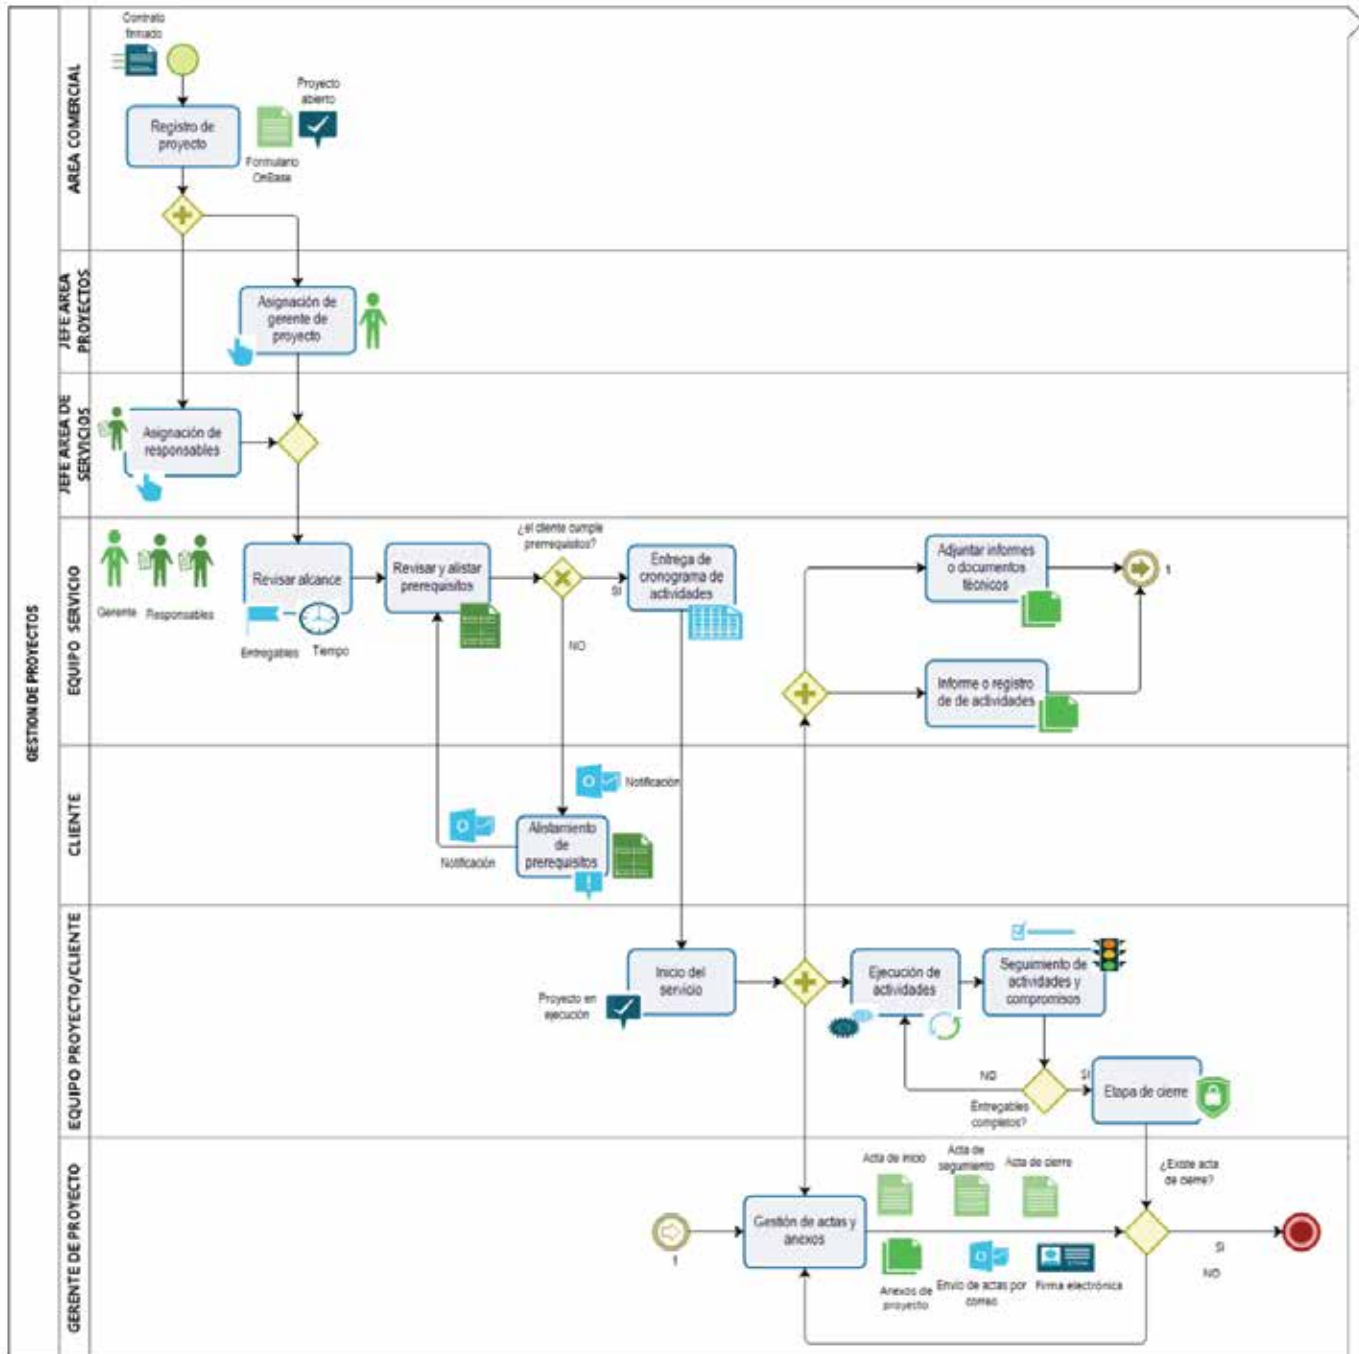 GESTION DE PROYECTOS
AREA COMERCIAL
Contrato
firmado
Registro de
proyecto
Formulario
OnBase
Proyecto
abierto
JEFE AREA
PROYECTOS
Asignación de
gerente de
proyecto
JEFE AREA DE
SERVICIOS
Asignación de
responsables
EQUIPO SERVICIO
Gerente
Responsables
Revisar alcance
Entregables
Tiempo
Revisar y alistar
prerequisitos
¿el cliente cumple
prerrequisitos?
SI
NO
Entrega de
cronograma de
actividades
Adjuntar informes
o documentos
técnicos
1
Informe o registro
de de actividades
CLIENTE
Notificación
Alistamiento
de
prerequisitos
Notificación
EQUIPO PROYECTO/CLIENTE
Proyecto en
ejecución
Inicio del
servicio
Ejecución de
actividades
Seguimiento de
actividades y
compromisos
NO
SI
Entregables
completos?
Etapa de cierre
GERENTE DE PROYECTO
1
Gestión de actas y
anexos
Acta de inicio
Acta de
seguimiento
Acta de cierre
Anexos de
proyecto
Envio de actas por
correo
Firma electrónica
¿Existe acta
de cierre?
SI
NO